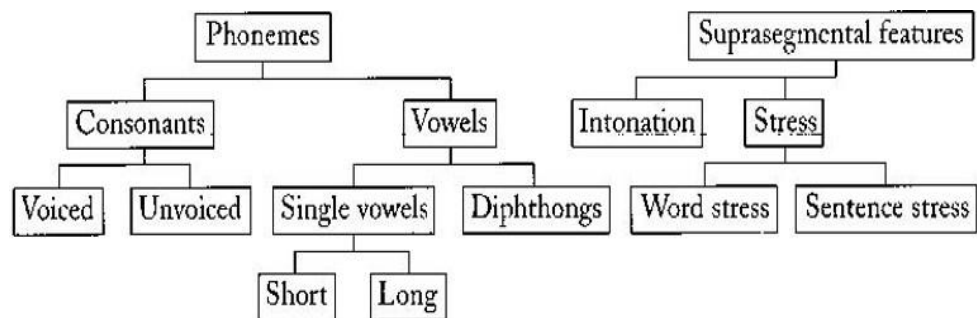 Phonemes
Suprasegmental features
Consonants
Vowels
Intonation
Stress
Voiced
Unvoiced
Single vowels
Diphthongs
Word stress
Sentence stress
Short
Long